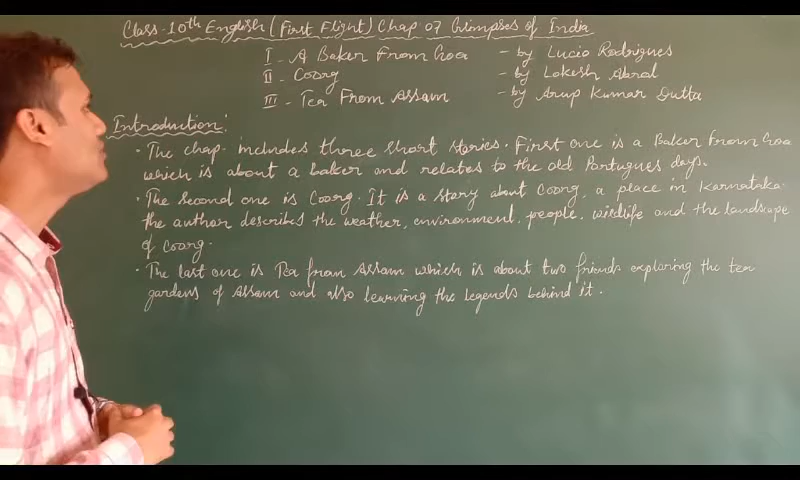 Class-10th English (First Flight) Chap 07 Glimpses of India
I - A Baker From Goa - by Lucio Rodrigues
II - Coorg - by Lokesh Abrol
III - Tea From Assam - by Arup Kumar Dutta
Introduction:
• The chap. includes three short stories. First one is a Baker From Goa
which is about a baker and relates to the old Portugues days.
• The second one is Coorg. It is a story about Coorg, a place in Karnataka.
the author describes the weather, environment, people, wildlife and the landscape
of Coorg.
• The last one is Tea from Assam which is about two friends exploring the tea
gardens of Assam and also learning the legends behind it.